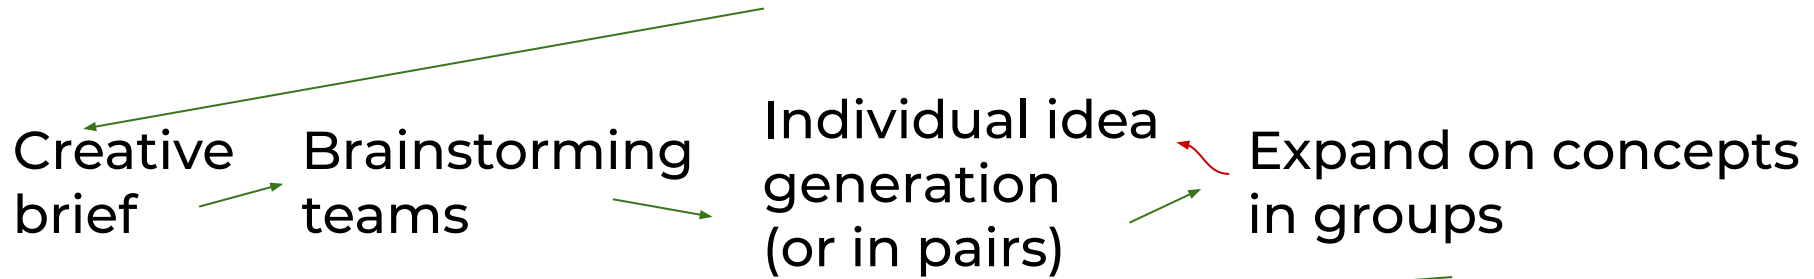 Creative
brief
Brainstorming
teams
Individual idea
generation
(or in pairs)
Expand on concepts
in groups